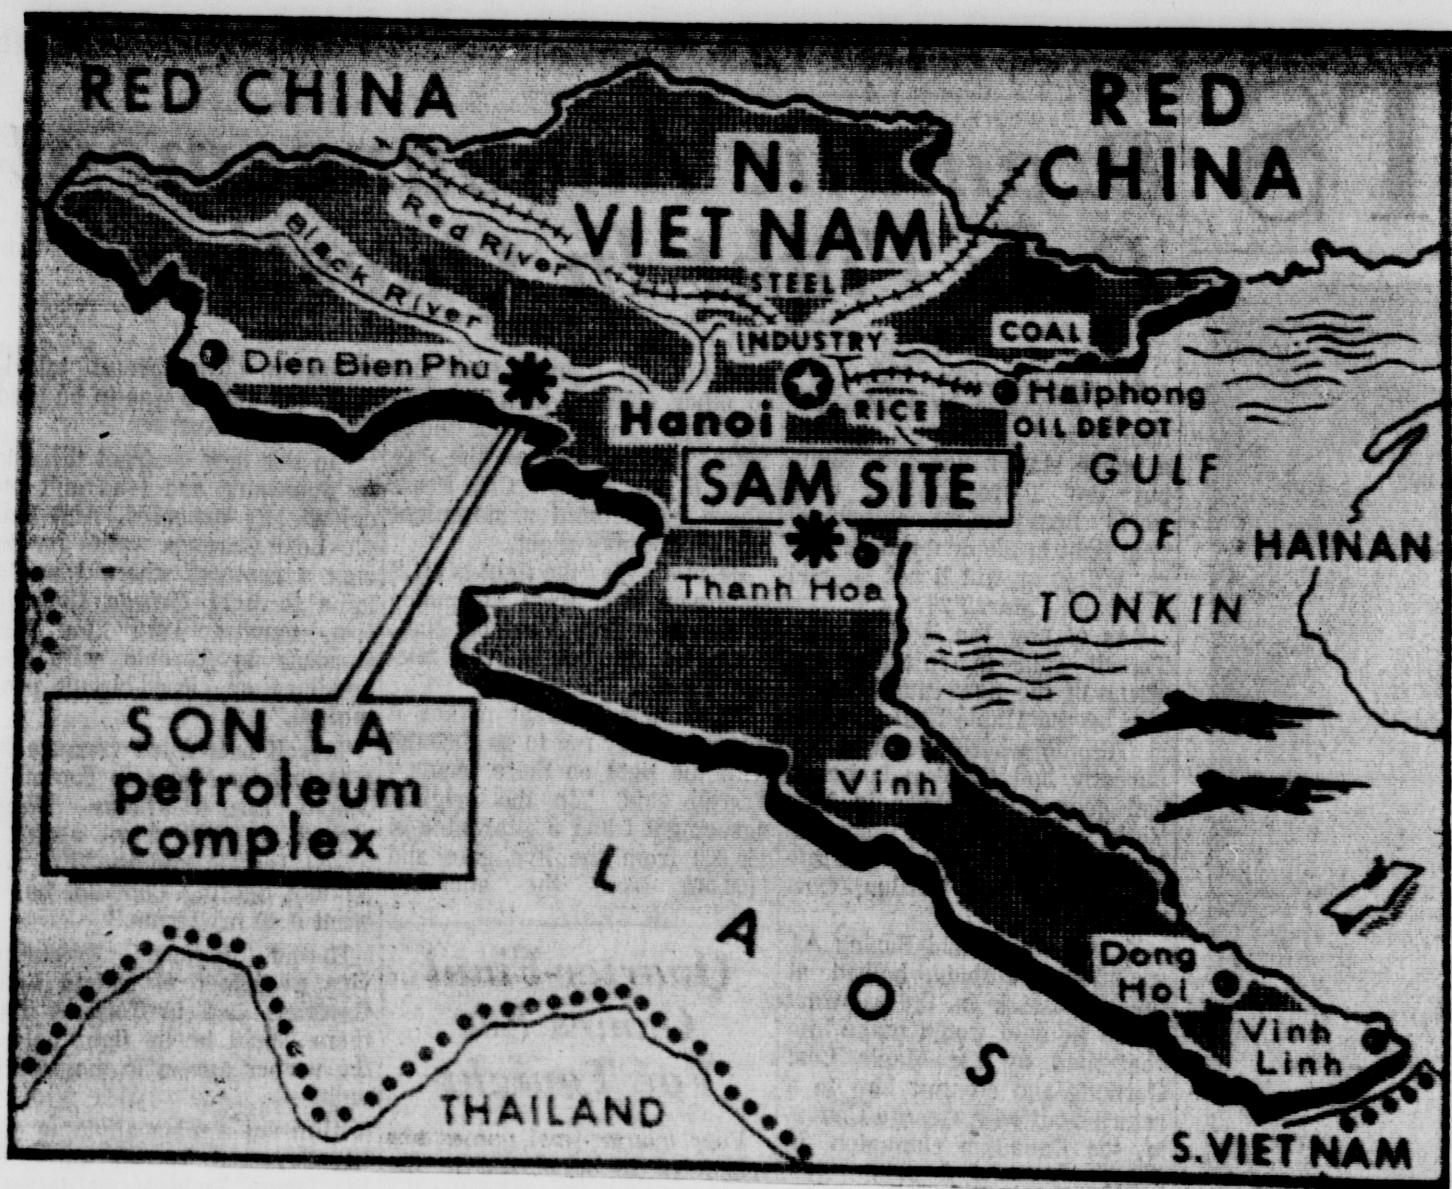 RED CHINA
RED
CHINA
N.
VIET NAM
STEEL
Red River
Black River
INDUSTRY
COAL
Dien Bien Phu
Haiphong
OIL DEPOT
Hanoi
RICE
SAM SITE
GULF
OF
TONKIN
HAINAN
Thanh Hoa
SON LA
petroleum
complex
Vinh
LAOS
Dong
Hoi
Vinh
Linh
THAILAND
S. VIET NAM